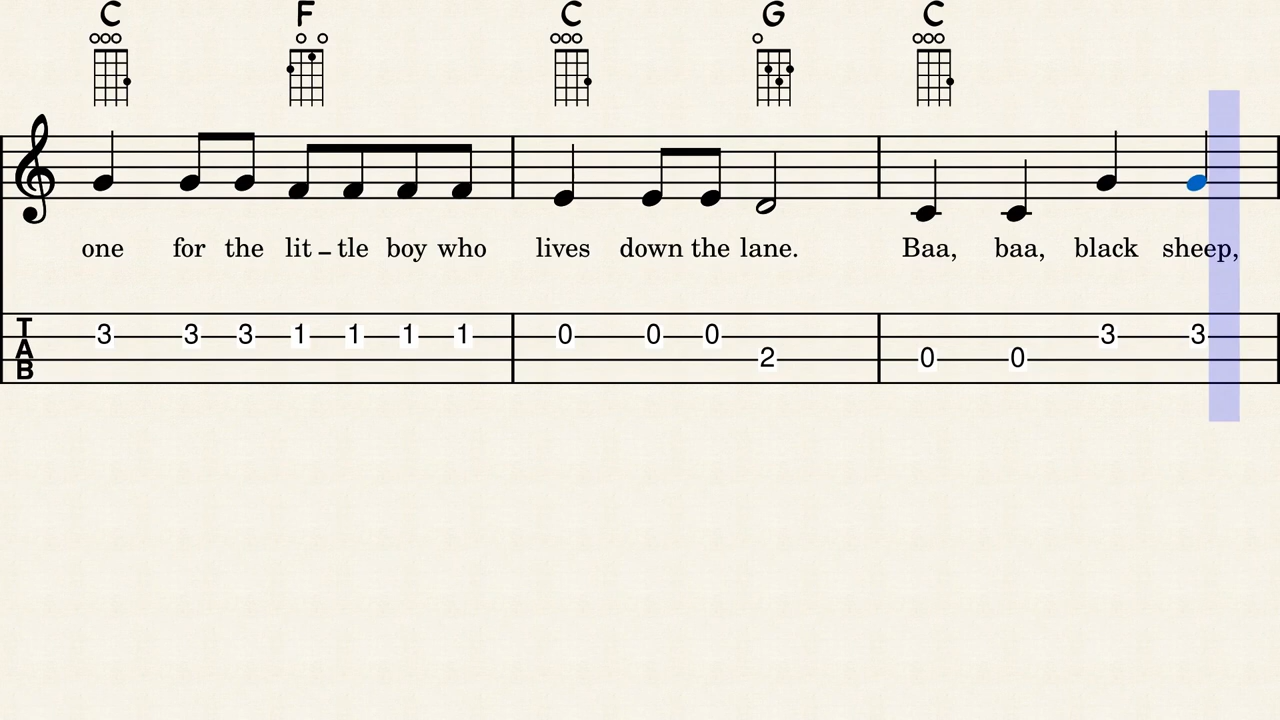 C F C G C
one for the lit – tle boy who lives down the lane. Baa, baa, black sheep,
T 3 3 3 1 1 1 1 0 0 0 3 3
A 2 0 0
B